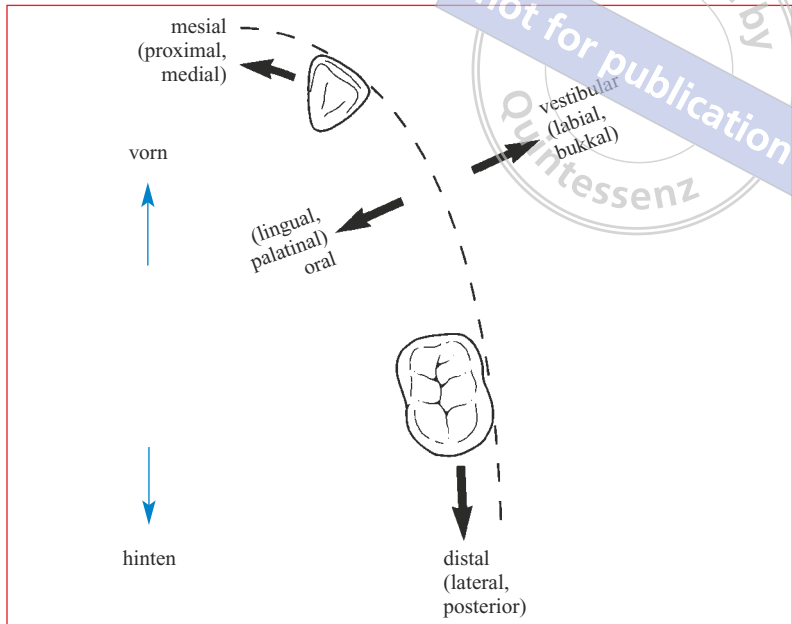 mesial
(proximal,
medial)
not for publication
by
Quintessenz
vestibular
(labial,
bukkal)
vorn
(lingual,
palatinal)
oral
hinten
distal
(lateral,
posterior)